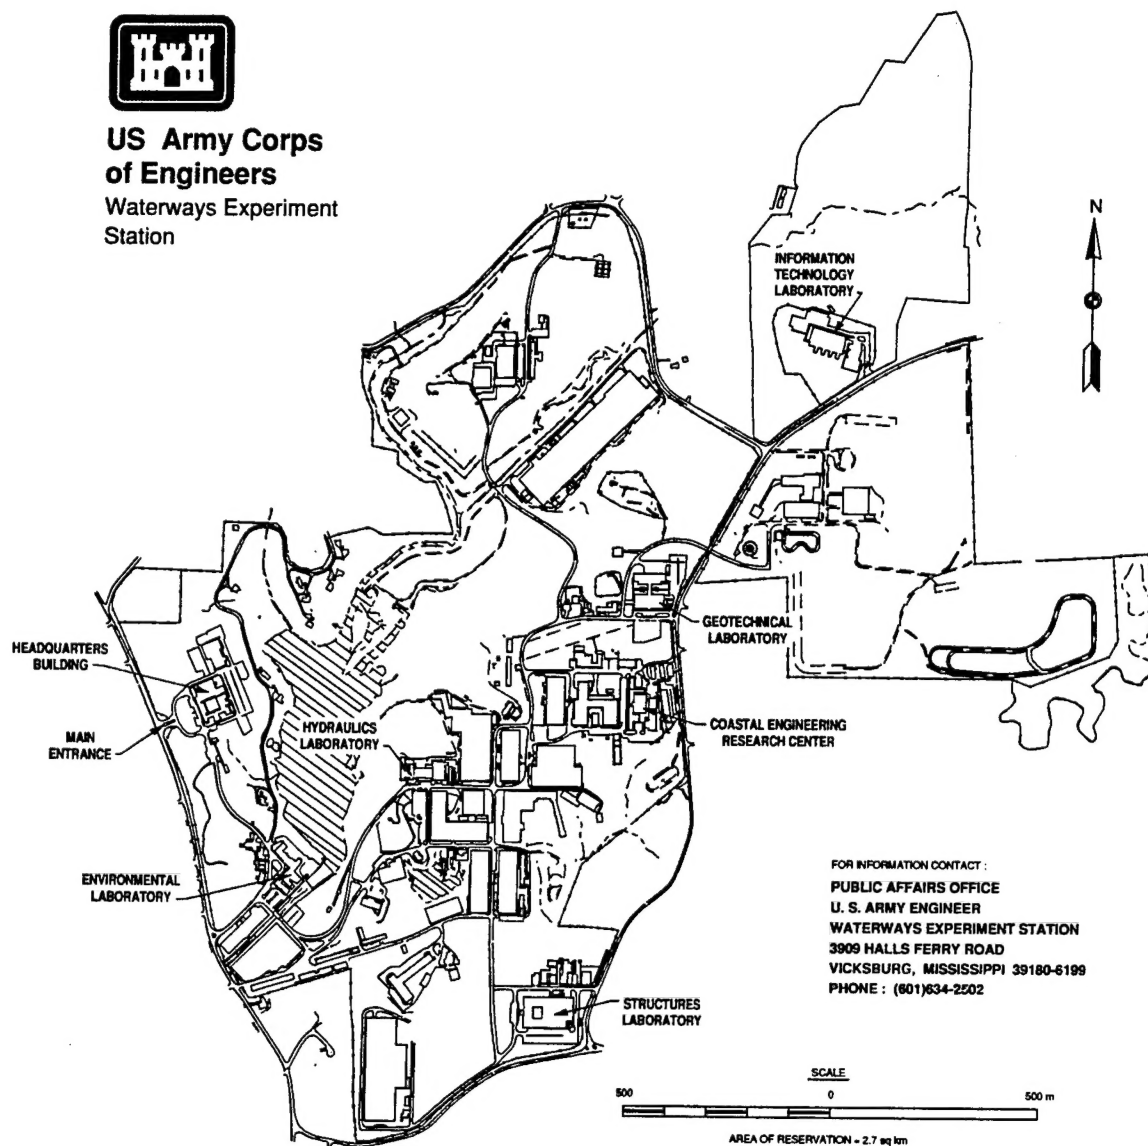 US Army Corps
of Engineers
Waterways Experiment
Station
N
INFORMATION
TECHNOLOGY
LABORATORY
GEOTECHNICAL
LABORATORY
HEADQUARTERS
BUILDING
MAIN
ENTRANCE
HYDRAULICS
LABORATORY
COASTAL ENGINEERING
RESEARCH CENTER
ENVIRONMENTAL
LABORATORY
STRUCTURES
LABORATORY
FOR INFORMATION CONTACT :
PUBLIC AFFAIRS OFFICE
U. S. ARMY ENGINEER
WATERWAYS EXPERIMENT STATION
3909 HALLS FERRY ROAD
VICKSBURG, MISSISSIPPI 39180-6199
PHONE : (601)634-2502
SCALE
500 0 500 m
AREA OF RESERVATION = 2.7 sq km